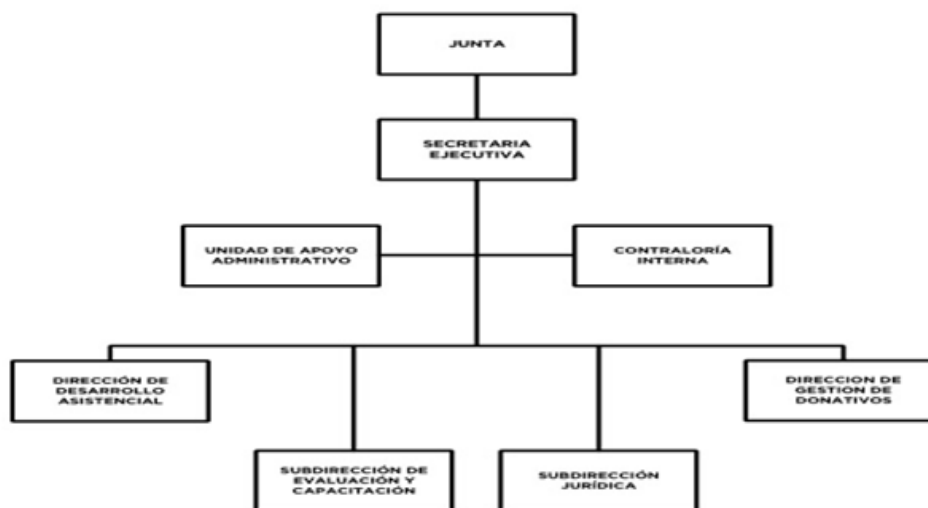 JUNTA
SECRETARIA
EJECUTIVA
UNIDAD DE APOYO
ADMINISTRATIVO
CONTRALORÍA
INTERNA
DIRECCIÓN DE
DESARROLLO
ASISTENCIAL
DIRECCION DE
GESTION DE
DONATIVOS
SUBDIRECCIÓN DE
EVALUACIÓN Y
CAPACITACIÓN
SUBDIRECCIÓN
JURÍDICA